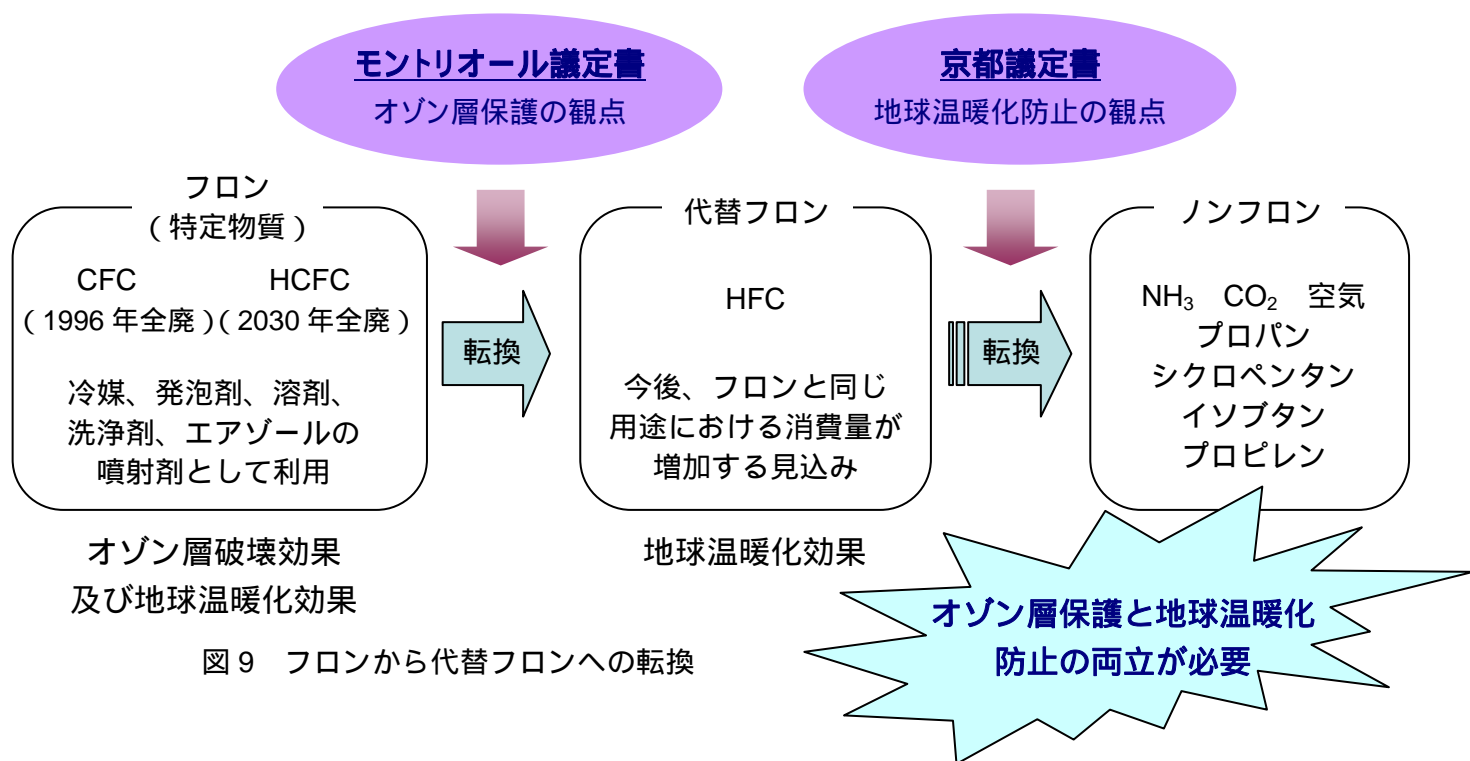 モントリオール議定書
オゾン層保護の観点
京都議定書
地球温暖化防止の観点
フロン
（特定物質）
CFC HCFC
（1996 年全廃）（2030 年全廃）
冷媒、発泡剤、溶剤、
洗浄剤、エアゾールの
噴射剤として利用
オゾン層破壊効果
及び地球温暖化効果
転換
代替フロン
HFC
今後、フロンと同じ
用途における消費量が
増加する見込み
地球温暖化効果
転換
ノンフロン
NH₃ CO₂ 空気
プロパン
シクロペンタン
イソブタン
プロピレン
オゾン層保護と地球温暖化
防止の両立が必要
図 9 フロンから代替フロンへの転換